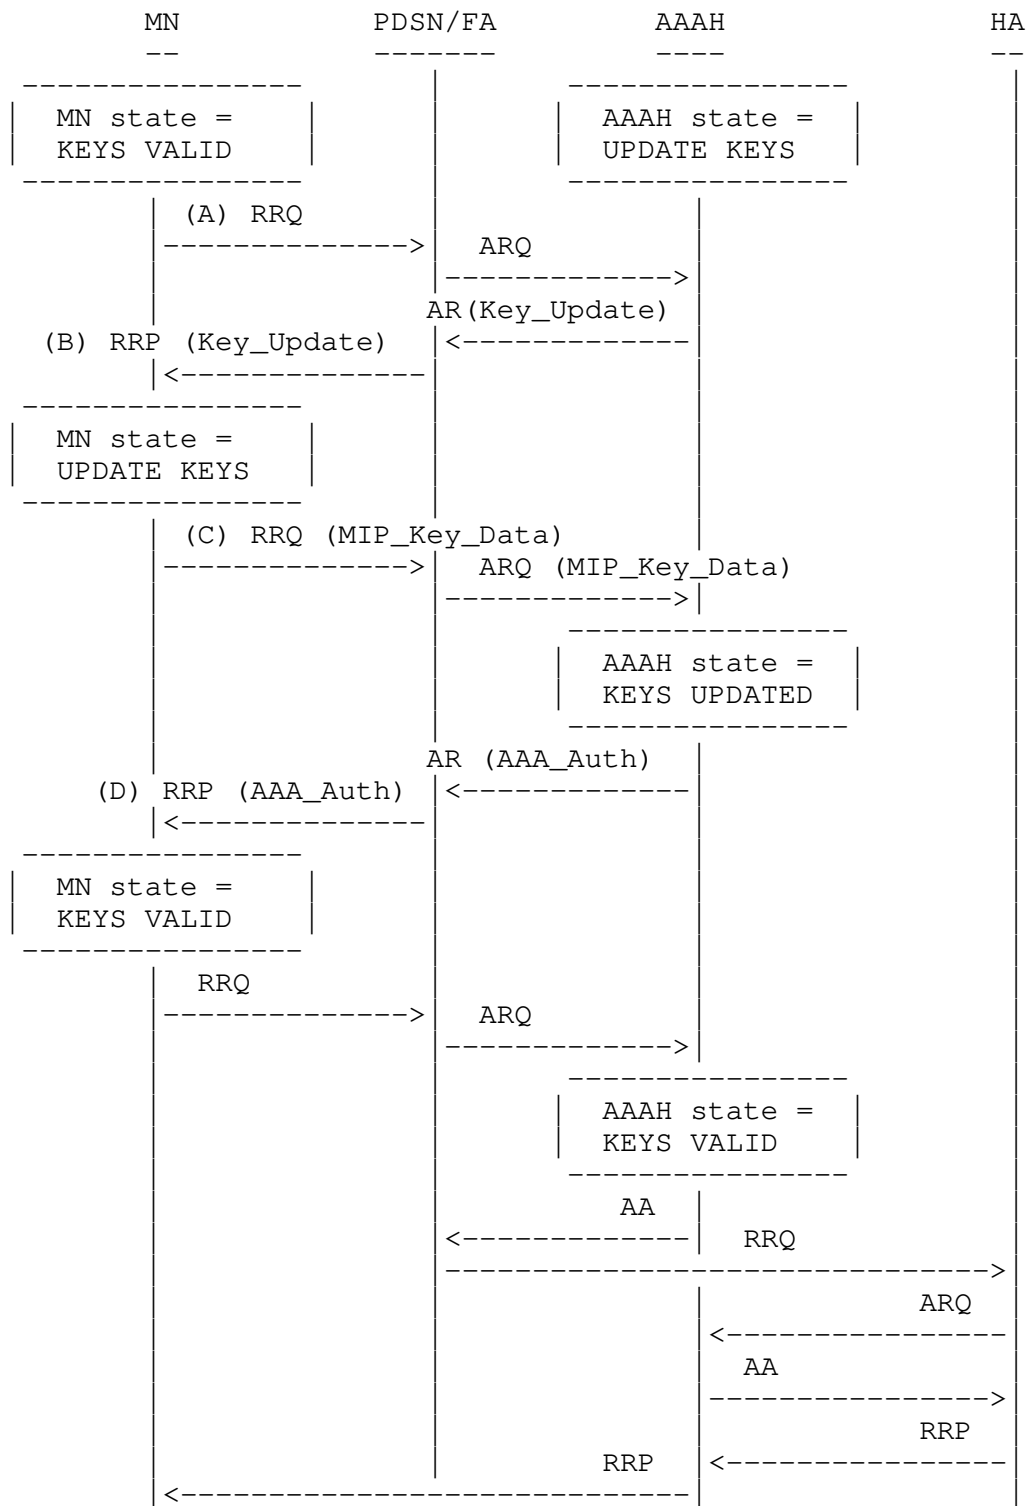 MN PDSN/FA AAAH HA
-- ------- ---- --
MN state = AAAH state =
KEYS VALID UPDATE KEYS
(A) RRQ
ARQ
AR(Key_Update)
(B) RRP (Key_Update)
MN state =
UPDATE KEYS
(C) RRQ (MIP_Key_Data)
ARQ (MIP_Key_Data)
AAAH state =
KEYS UPDATED
AR (AAA_Auth)
(D) RRP (AAA_Auth)
MN state =
KEYS VALID
RRQ
ARQ
AAAH state =
KEYS VALID
AA
RRQ
ARQ
AA
RRP
RRP